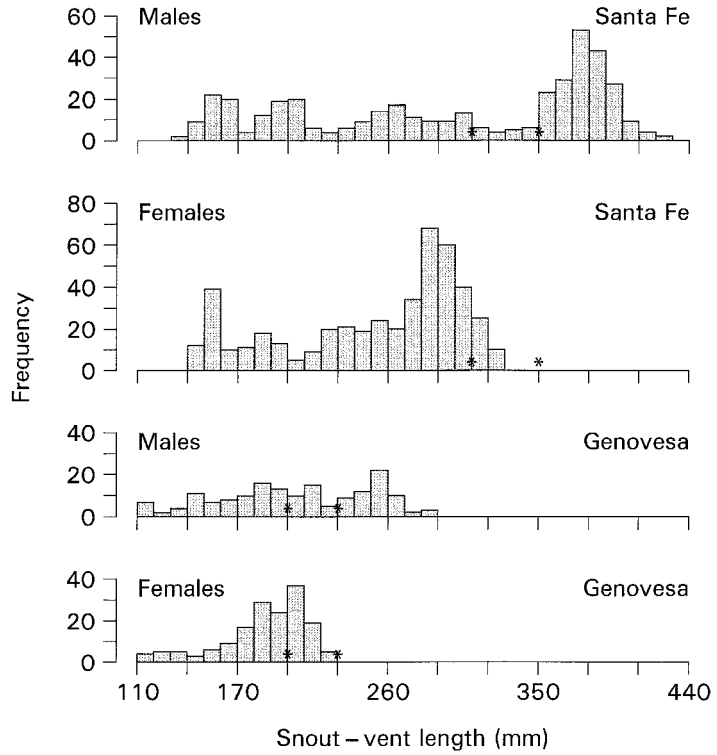 Males Santa Fe
60
40
20
0
Females Santa Fe
80
60
40
20
0
Frequency
Males Genovesa
40
20
0
Females Genovesa
40
20
0
110 170 260 350 440
Snout – vent length (mm)